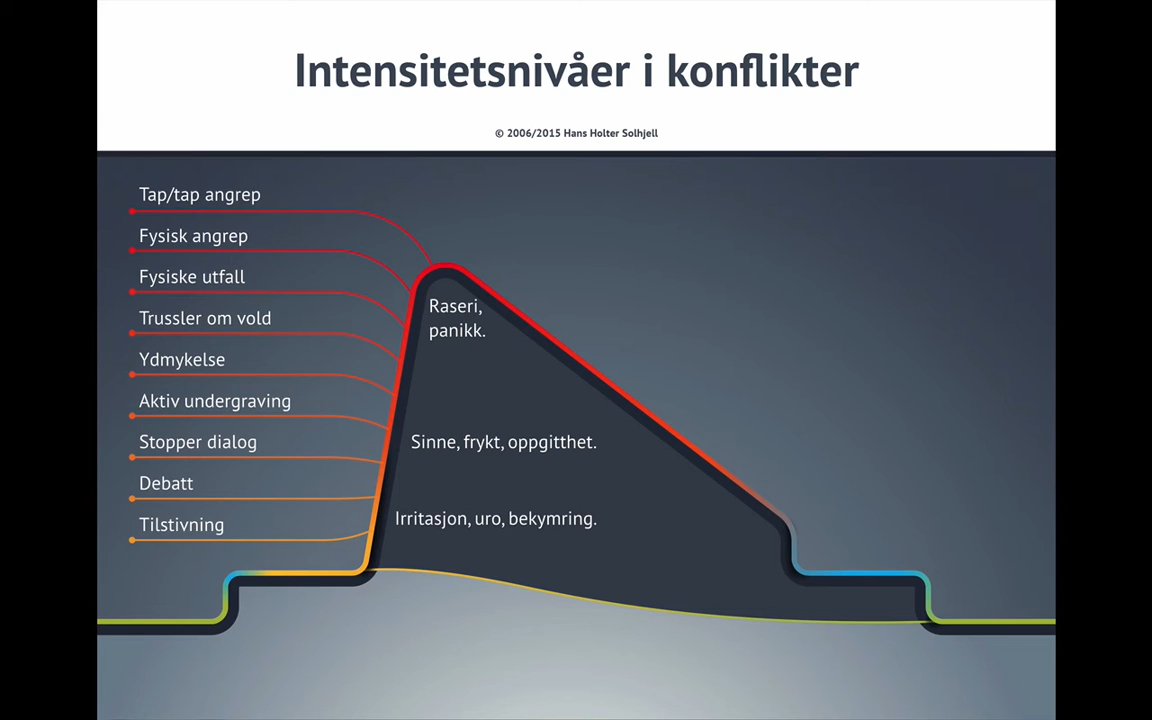 Intensitetsnivåer i konflikter
© 2006/2015 Hans Holter Solhjell
Tap/tap angrep
Fysisk angrep
Fysiske utfall
Trussler om vold
Ydmykelse
Aktiv undergraving
Stopper dialog
Debatt
Tilstivning
Raseri,
panikk.
Sinne, frykt, oppgitthet.
Irritasjon, uro, bekymring.